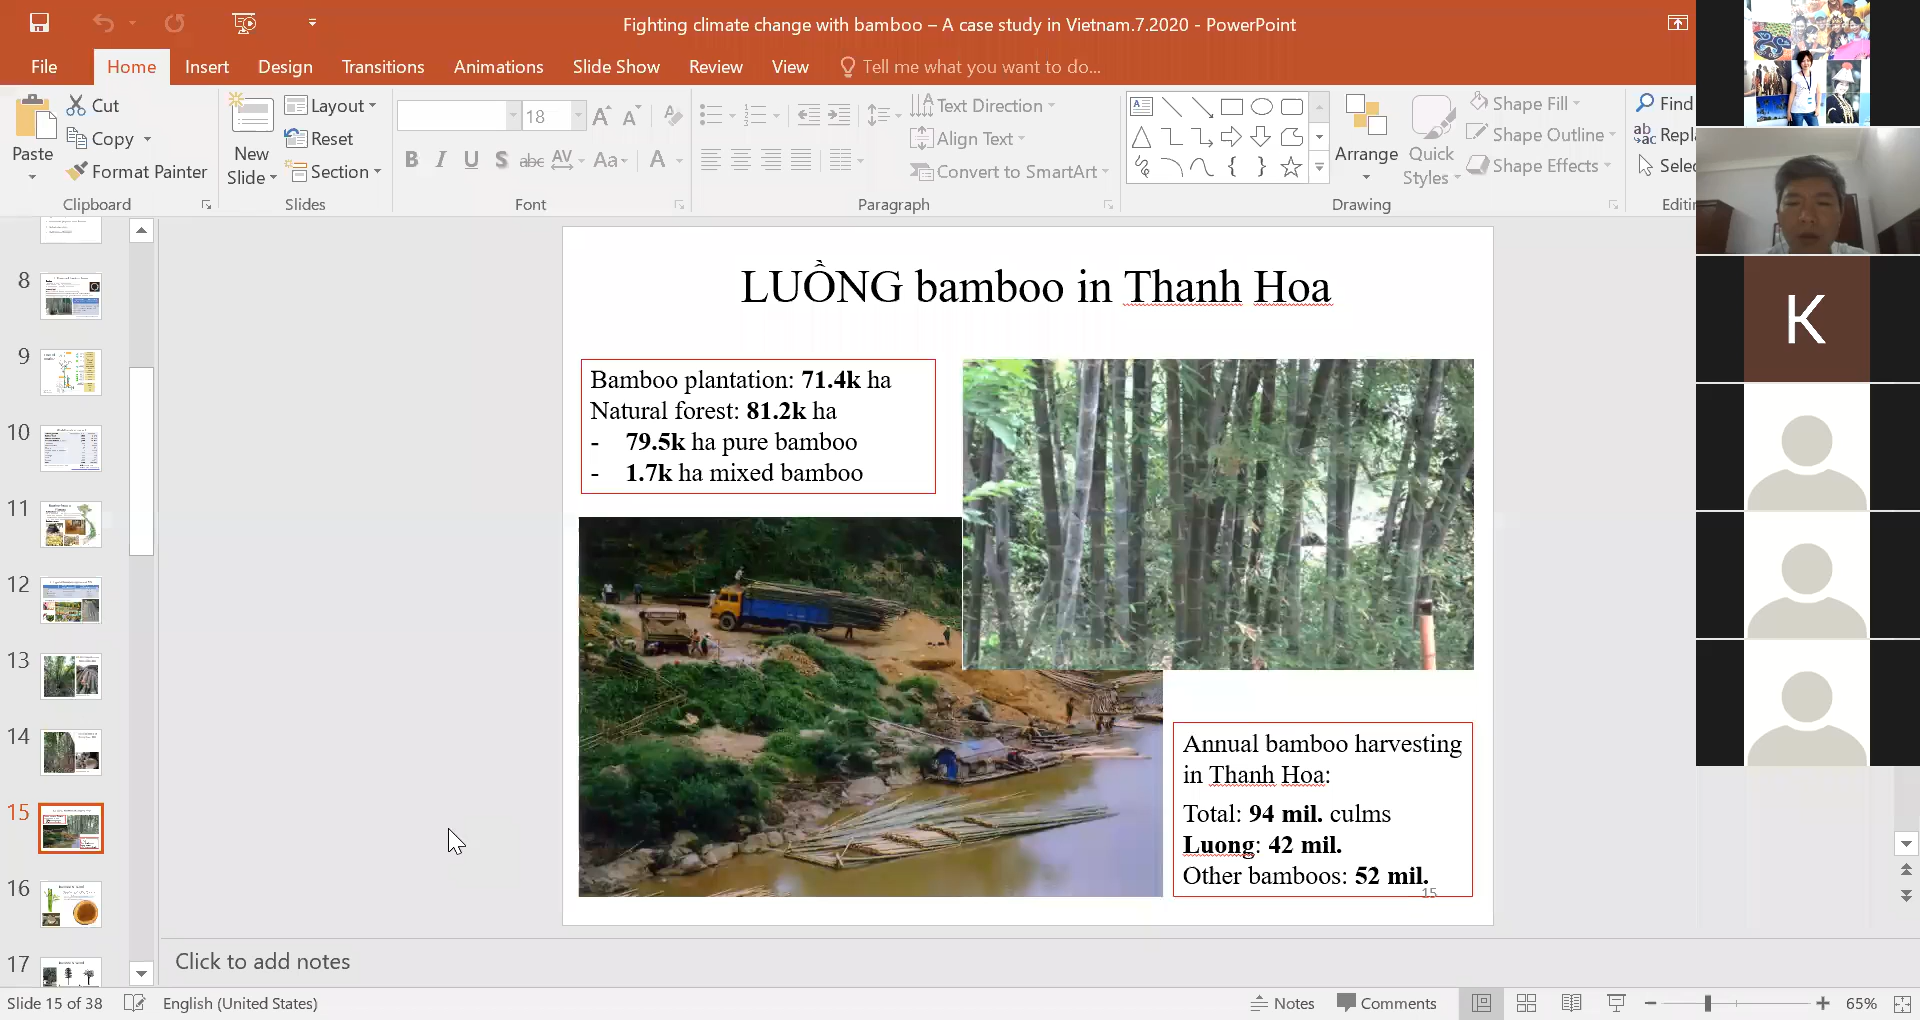 Fighting climate change with bamboo – A case study in Vietnam.7.2020 - PowerPoint
File Home Insert Design Transitions Animations Slide Show Review View Tell me what you want to do...
Paste
Cut
Copy
Format Painter
Clipboard
New
Slide
Layout
Reset
Section
Slides
18
B I U S abc AV Aa A
Font
Text Direction
Align Text
Convert to SmartArt
Paragraph
Arrange
Quick
Styles
Shape Fill
Shape Outline
Shape Effects
Drawing
Find
K
8
9
10
11
12
13
14
15
16
17
LUỒNG bamboo in Thanh Hoa
Bamboo plantation: 71.4k ha
Natural forest: 81.2k ha
- 79.5k ha pure bamboo
- 1.7k ha mixed bamboo
Annual bamboo harvesting
in Thanh Hoa:
Total: 94 mil. culms
Luong: 42 mil.
Other bamboos: 52 mil.
15
Click to add notes
Slide 15 of 38 English (United States) Notes Comments 65%